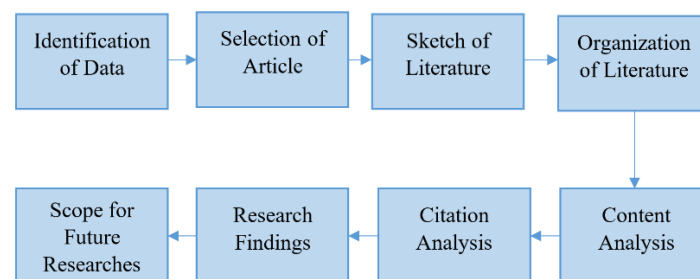 Identification
of Data
Selection of
Article
Sketch of
Literature
Organization
of Literature
Content
Analysis
Citation
Analysis
Research
Findings
Scope for
Future
Researches